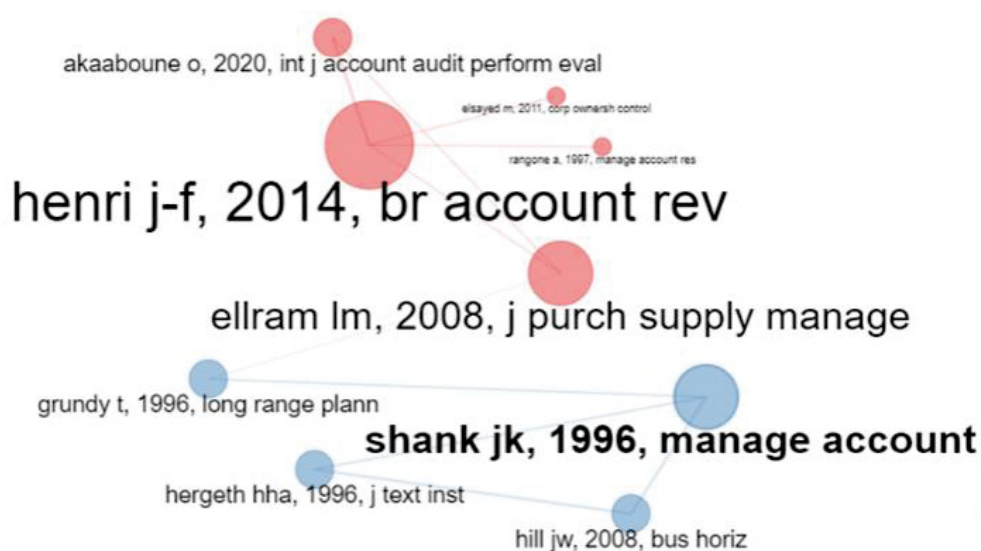 akaaboune o, 2020, int j account audit perform eval
elsayed m, 2011, corp ownersh control
rangone a, 1997, manage account res
henri j-f, 2014, br account rev
ellram lm, 2008, j purch supply manage
grundy t, 1996, long range plann
shank jk, 1996, manage account
hergeth hha, 1996, j text inst
hill jw, 2008, bus horiz